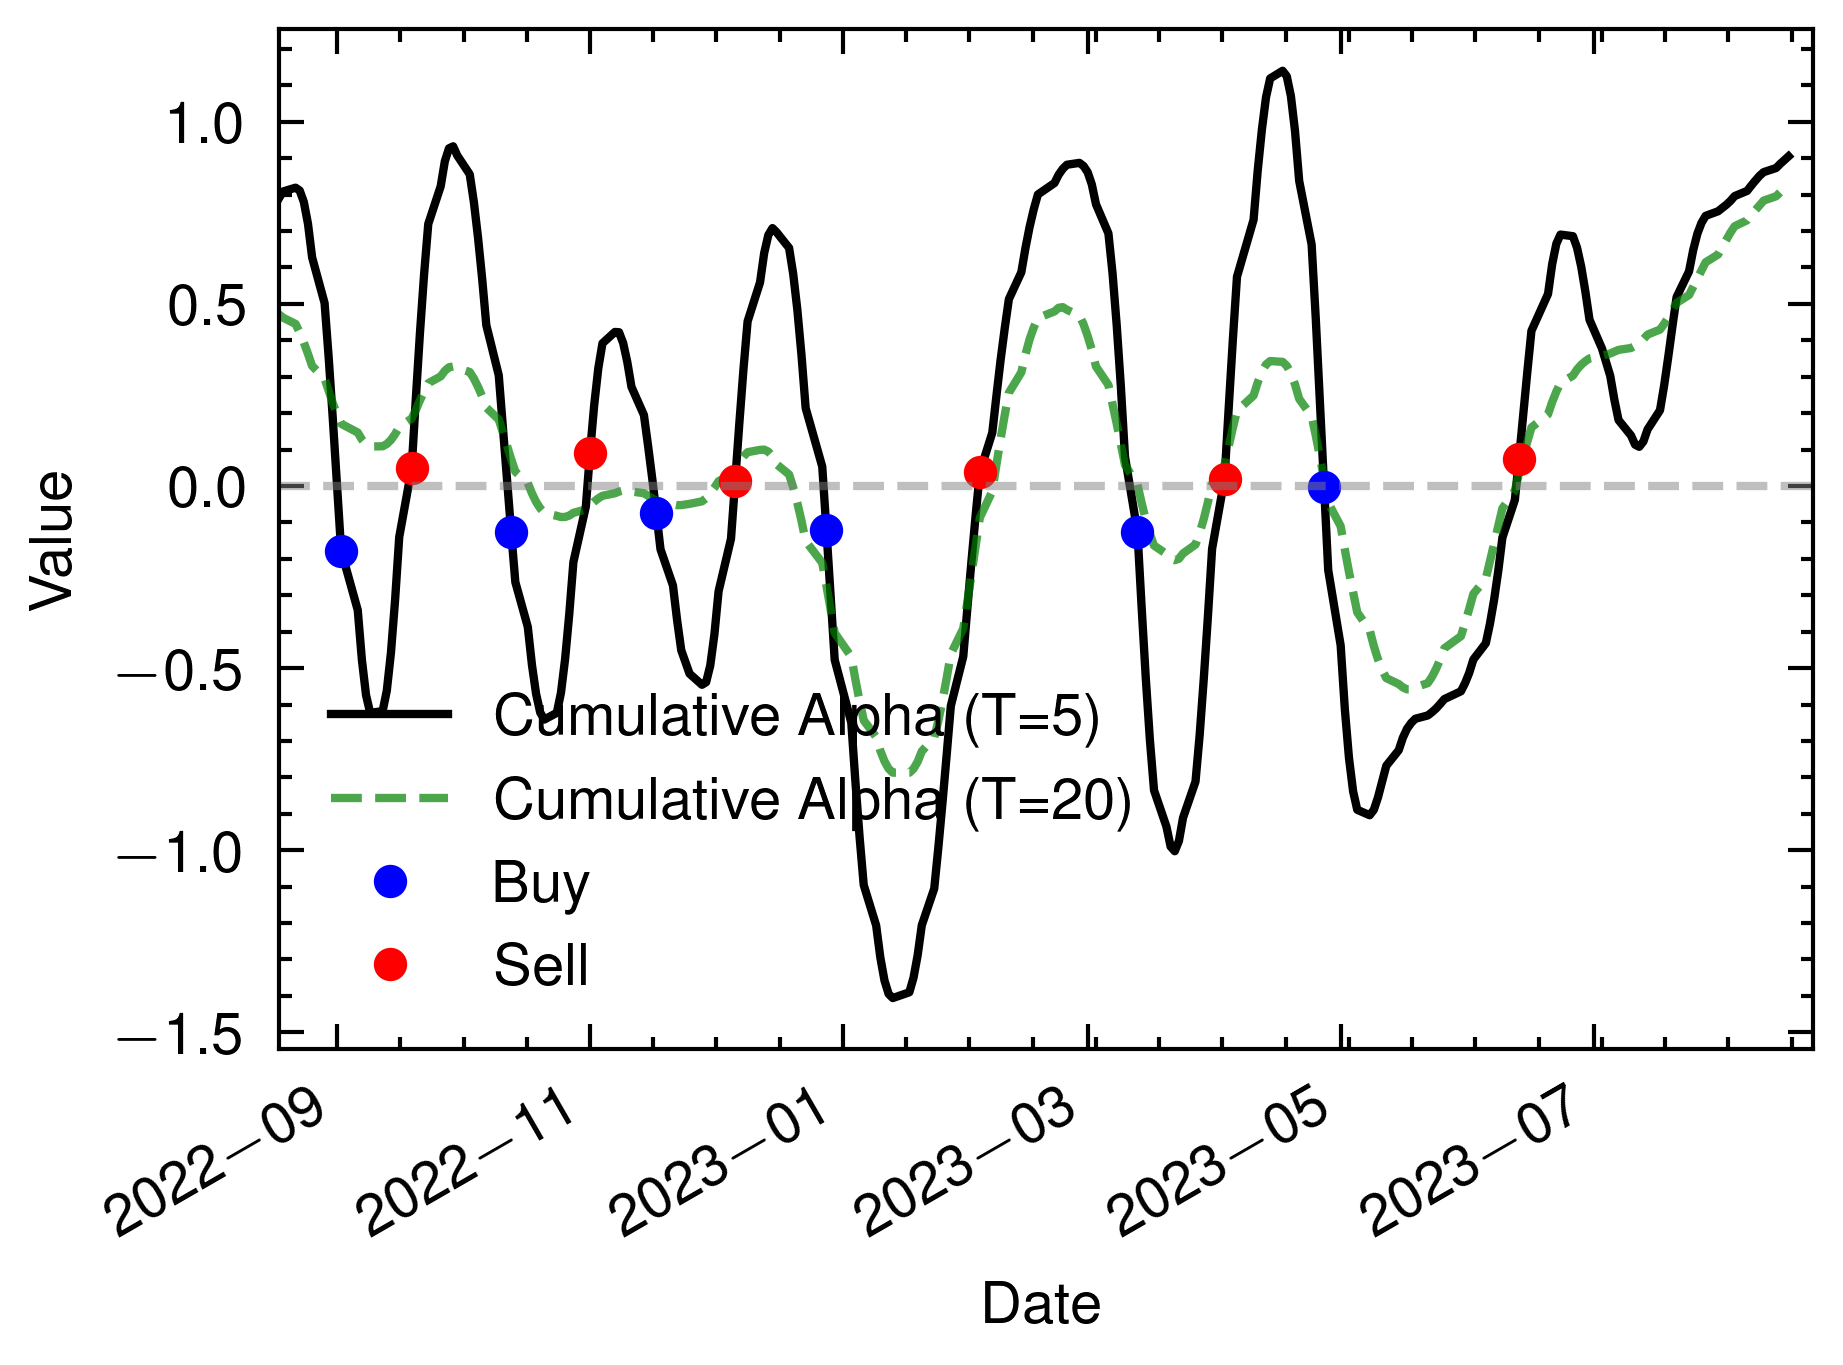 1.0
0.5
0.0
−0.5
−1.0
−1.5
Value
Cumulative Alpha (T=5)
Cumulative Alpha (T=20)
Buy
Sell
2022−09
2022−11
2023−01
2023−03
2023−05
2023−07
Date